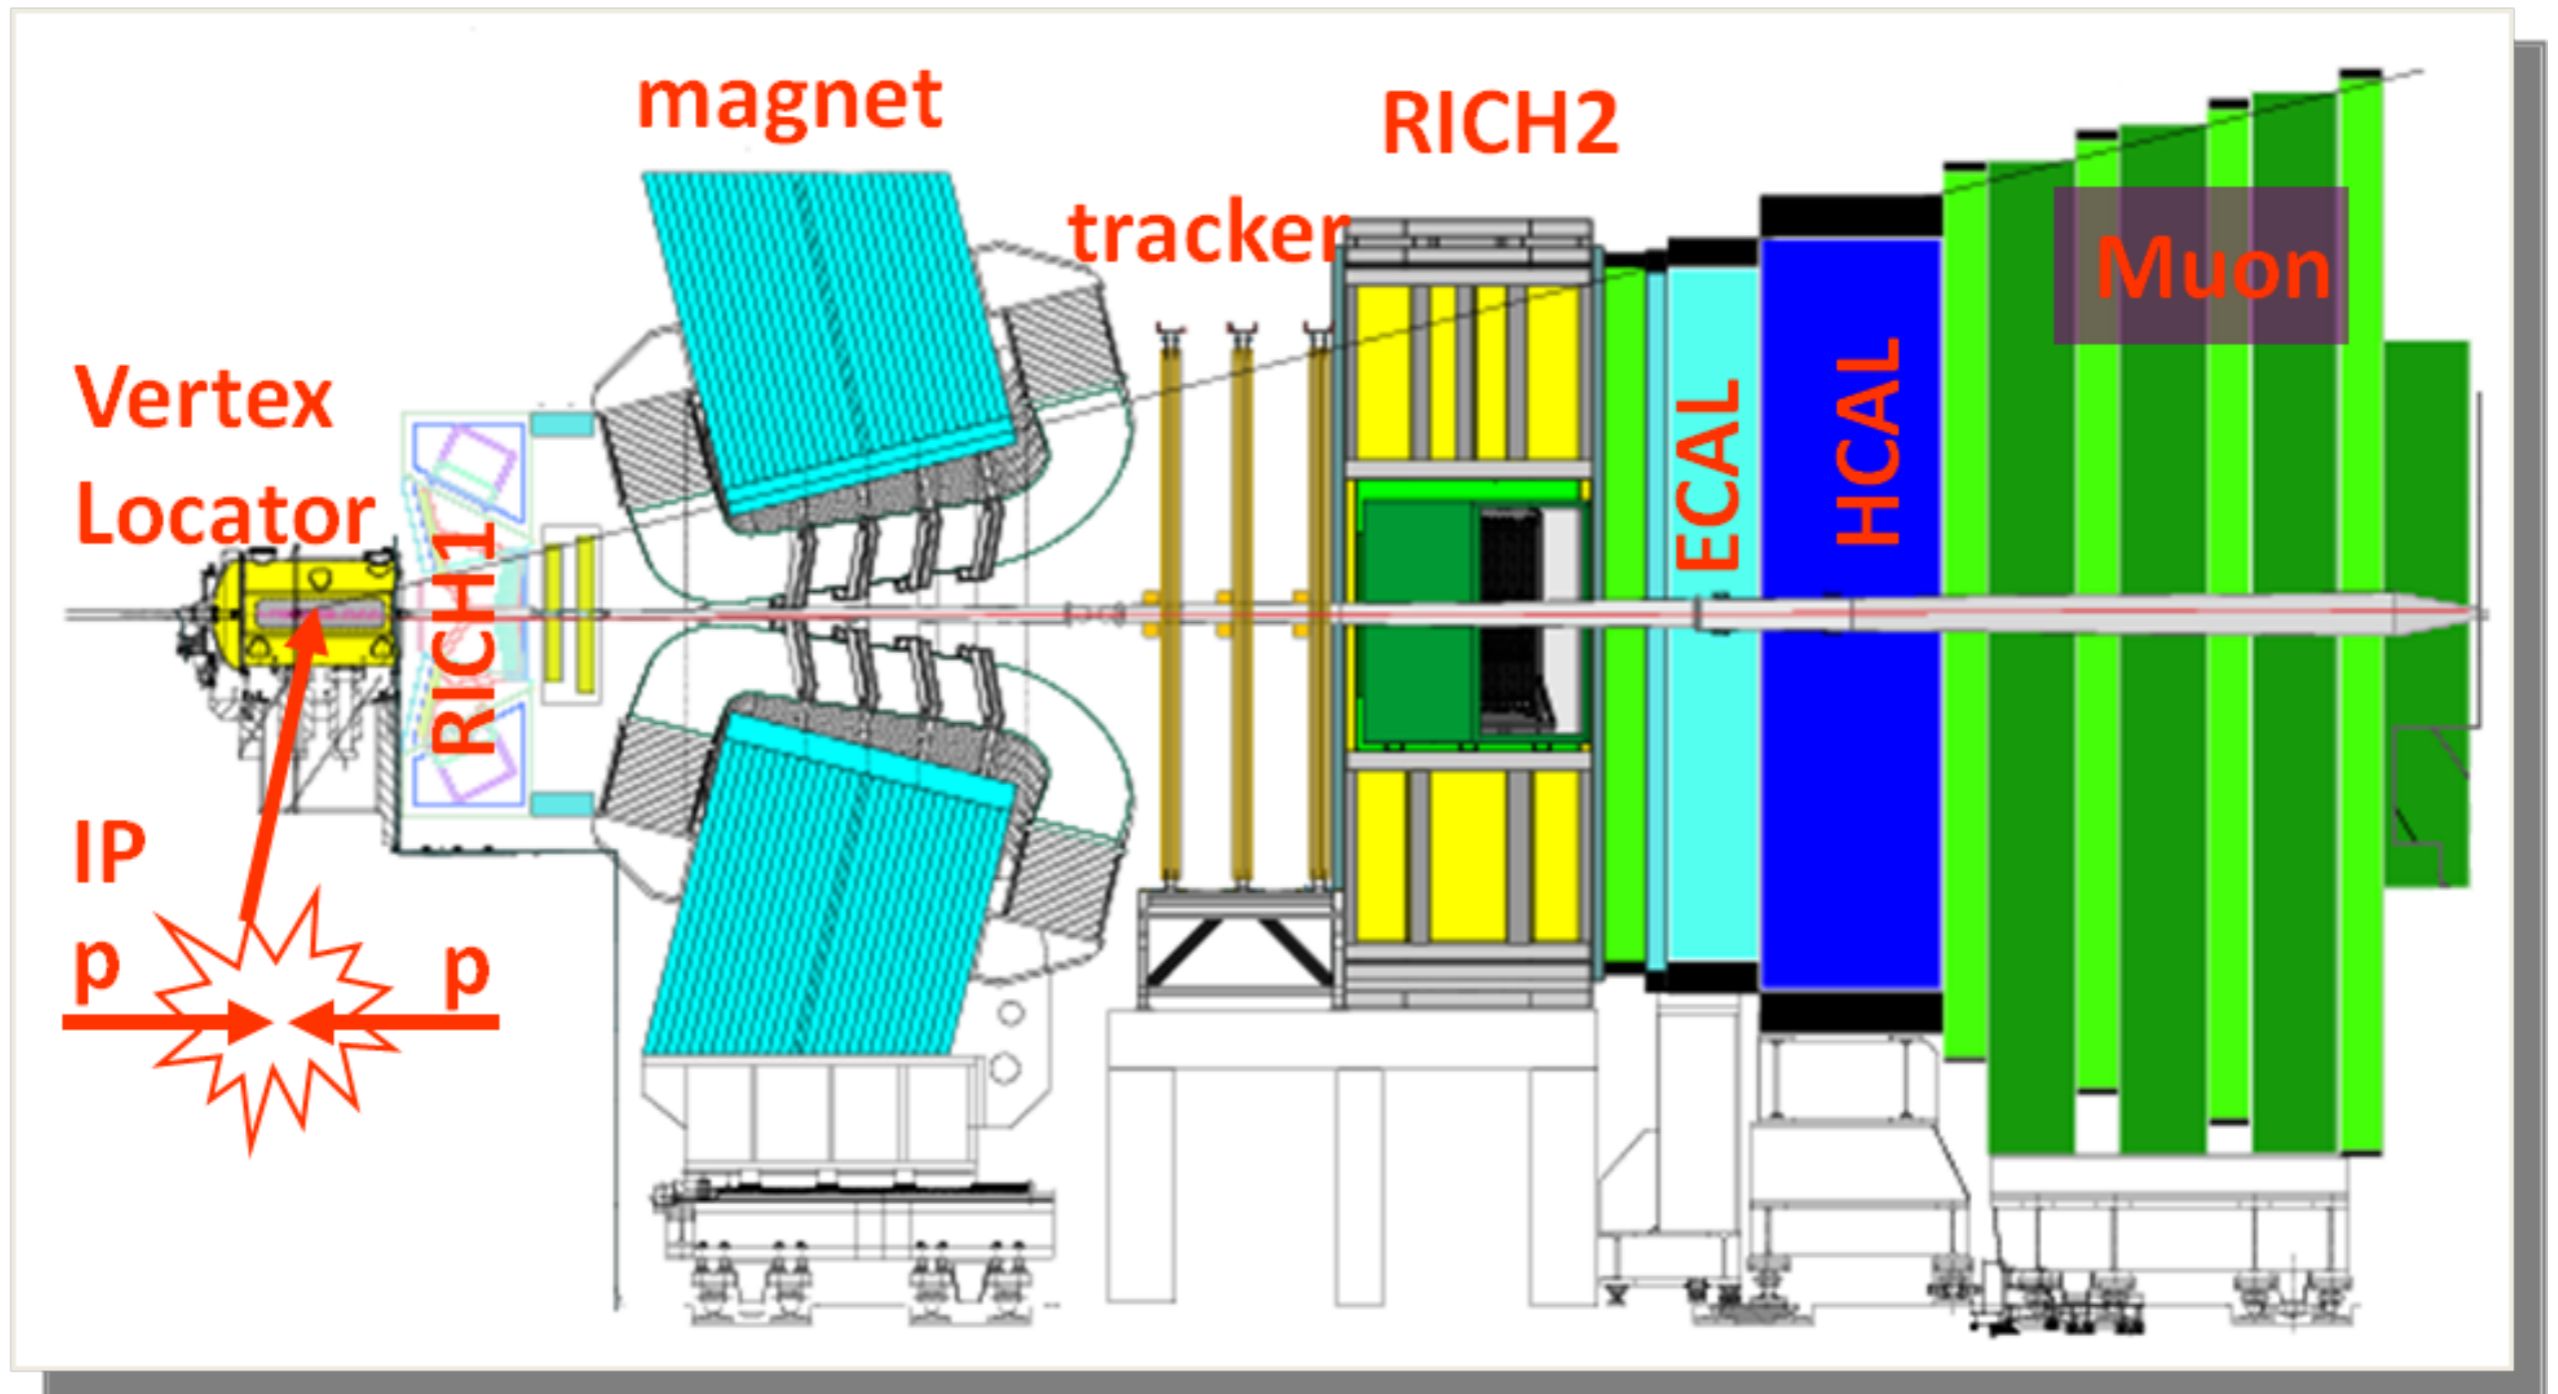 magnet
RICH2
tracker
Muon
Vertex
Locator
RICH1
ECAL
HCAL
IP
p
p